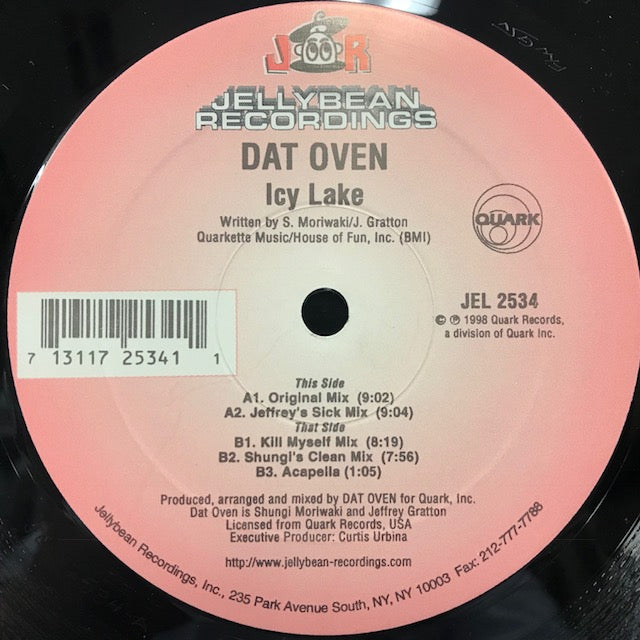 J R
JELLYBEAN
RECORDINGS
DAT OVEN
Icy Lake
Written by S. Moriwaki/J. Gratton
Quarkette Music/House of Fun, Inc. (BMI)
QUARK
JEL 2534
© ℗ 1998 Quark Records,
a division of Quark Inc.
7 13117 25341 1
This Side
A1. Original Mix (9:02)
A2. Jeffrey's Sick Mix (9:04)
That Side
B1. Kill Myself Mix (8:19)
B2. Shungi's Clean Mix (7:56)
B3. Acapella (1:05)
Produced, arranged and mixed by DAT OVEN for Quark, Inc.
Dat Oven is Shungi Moriwaki and Jeffrey Gratton
Licensed from Quark Records, USA
Executive Producer: Curtis Urbina
http://www.jellybean-recordings.com
Jellybean Recordings, Inc., 235 Park Avenue South, NY, NY 10003 Fax: 212-777-7788